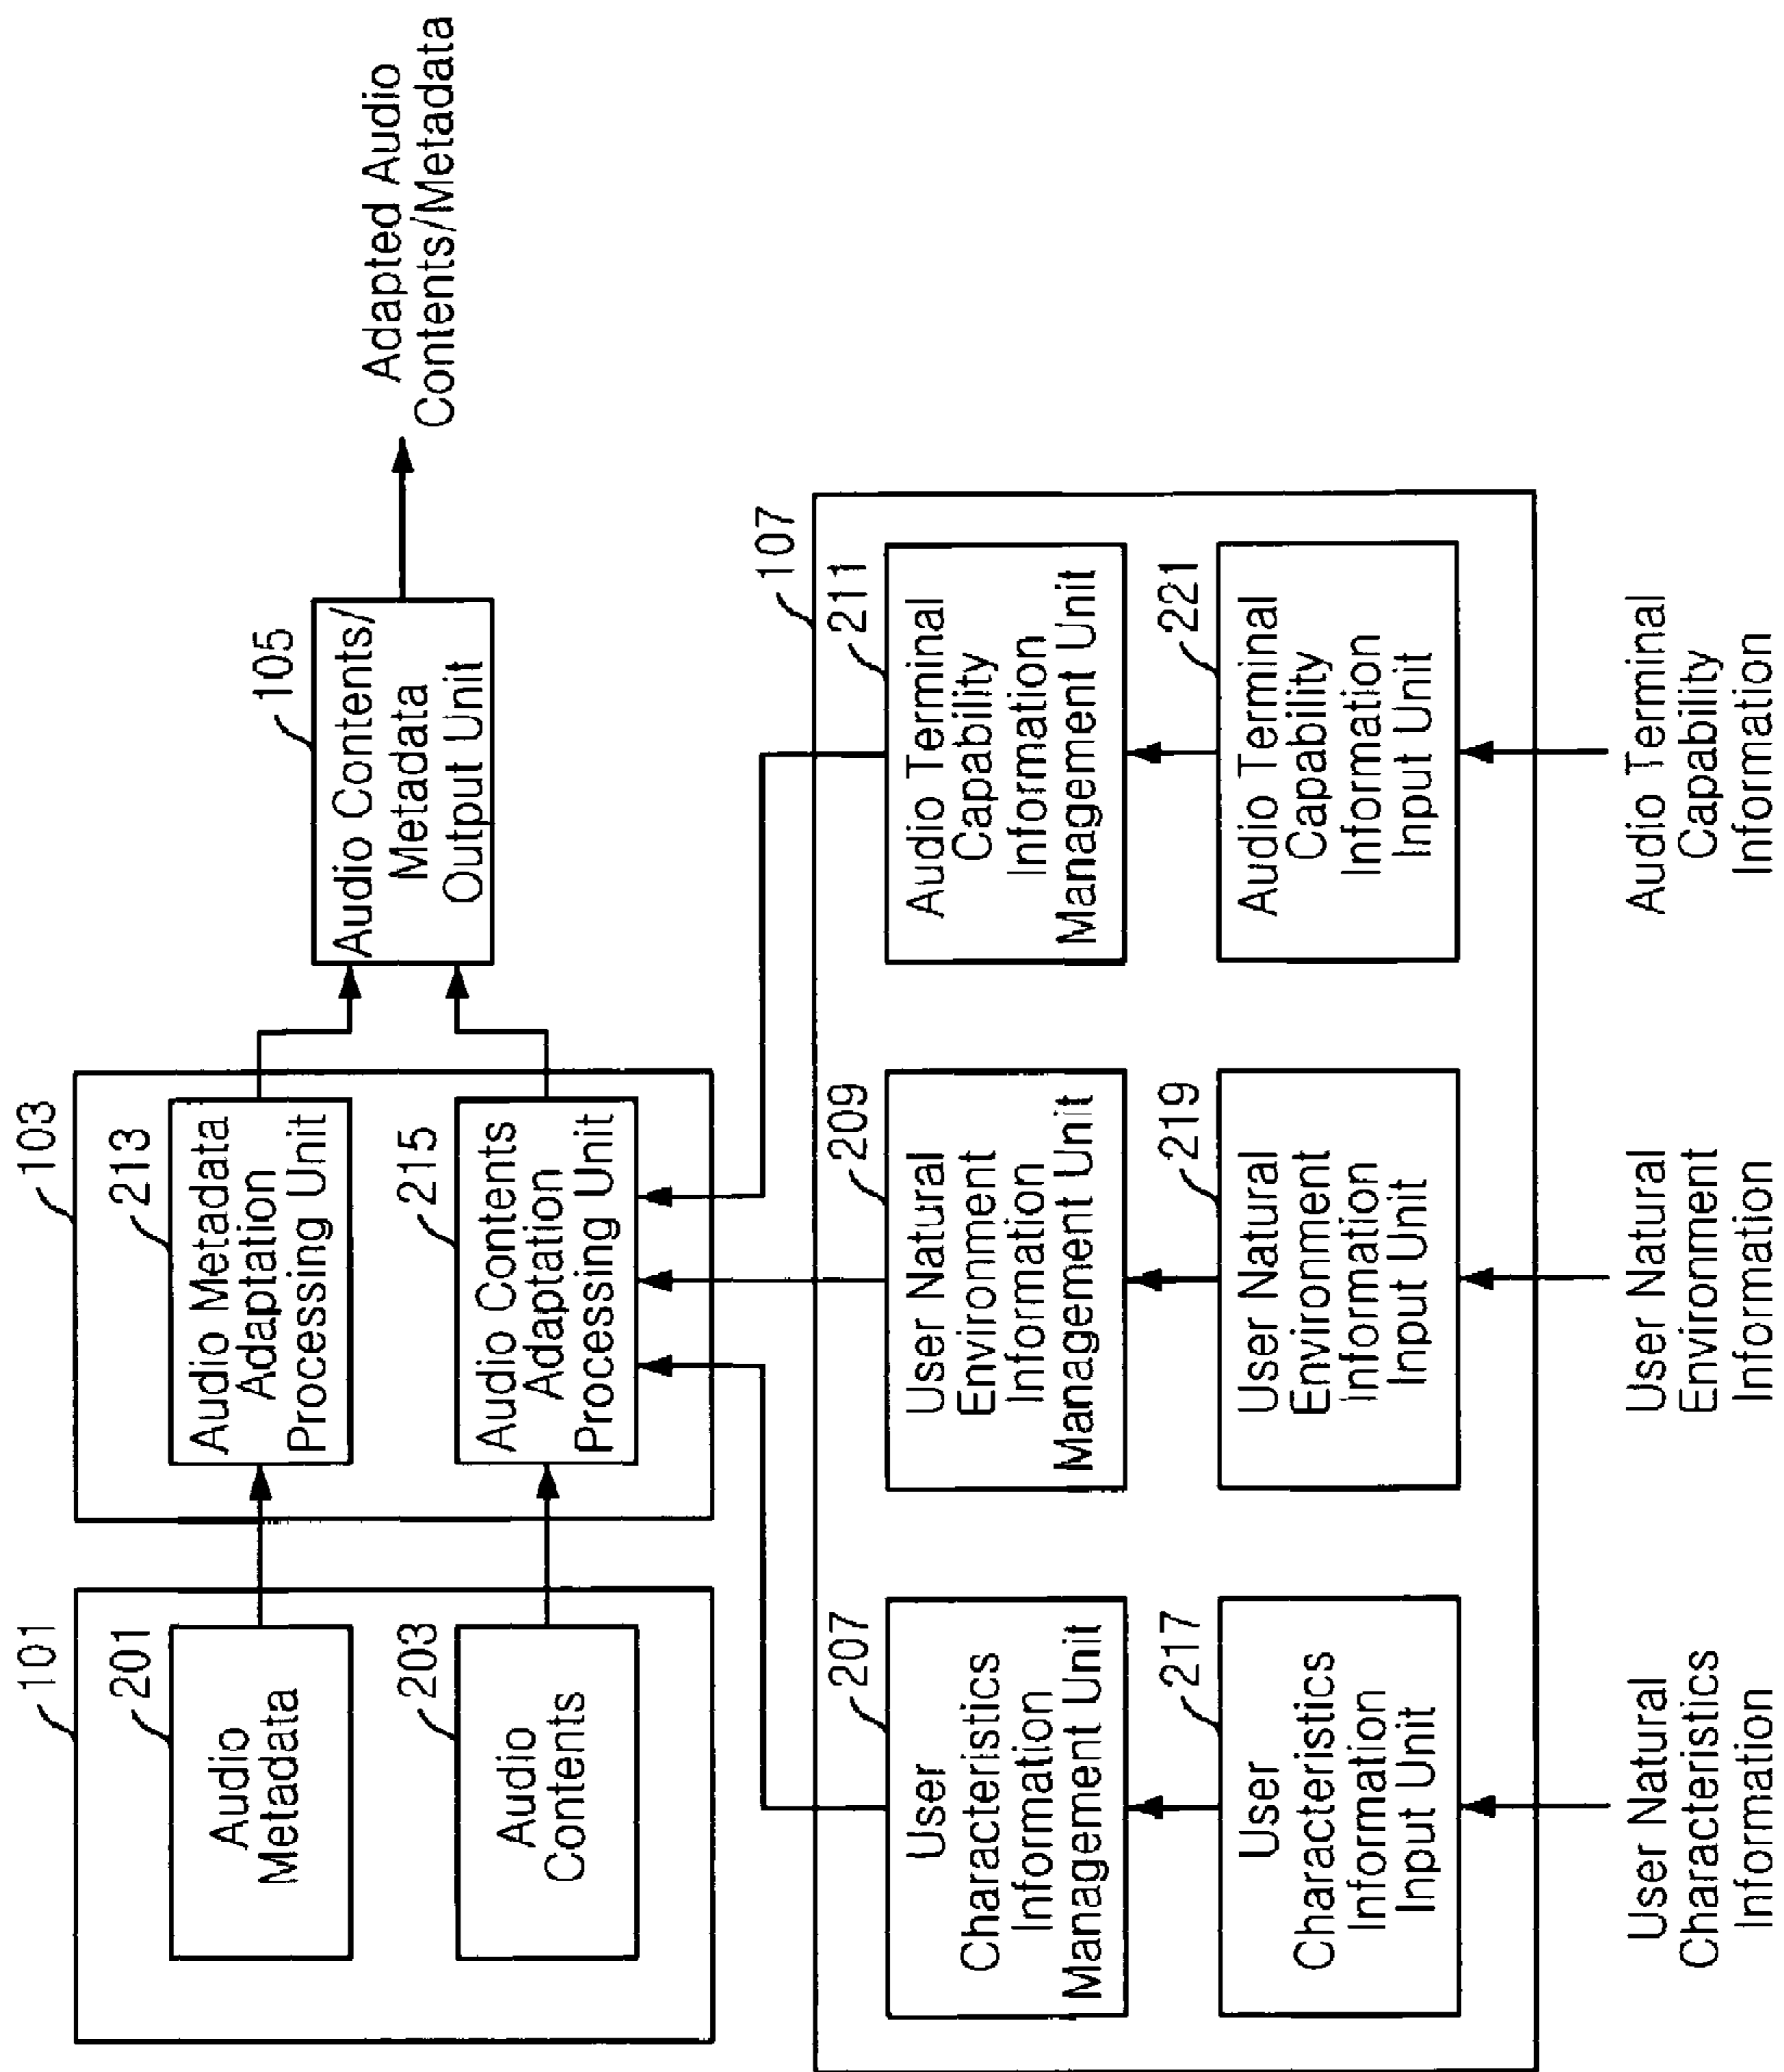 101
201
Audio
Metadata
203
Audio
Contents
103
213
Audio Metadata
Adaptation
Processing Unit
215
Audio Contents
Adaptation
Processing Unit
105
Audio Contents/
Metadata
Output Unit
Adapted Audio
Contents/Metadata
107
207
User
Characteristics
Information
Management Unit
209
User Natural
Environment
Information
Management Unit
211
Audio Terminal
Capability
Information
Management Unit
217
User
Characteristics
Information
Input Unit
219
User Natural
Environment
Information
Input Unit
221
Audio Terminal
Capability
Information
Input Unit
User Natural
Characteristics
Information
User Natural
Environment
Information
Audio Terminal
Capability
Information